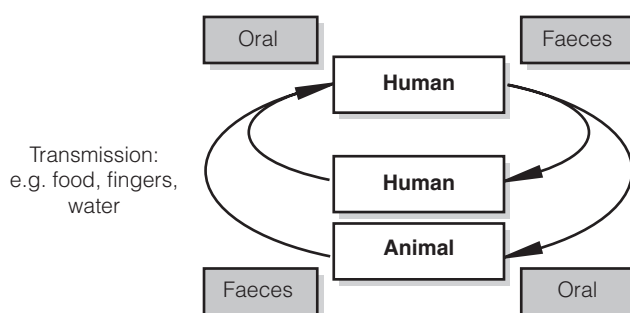 Oral
Faeces
Human
Transmission:
e.g. food, fingers,
water
Human
Animal
Faeces
Oral